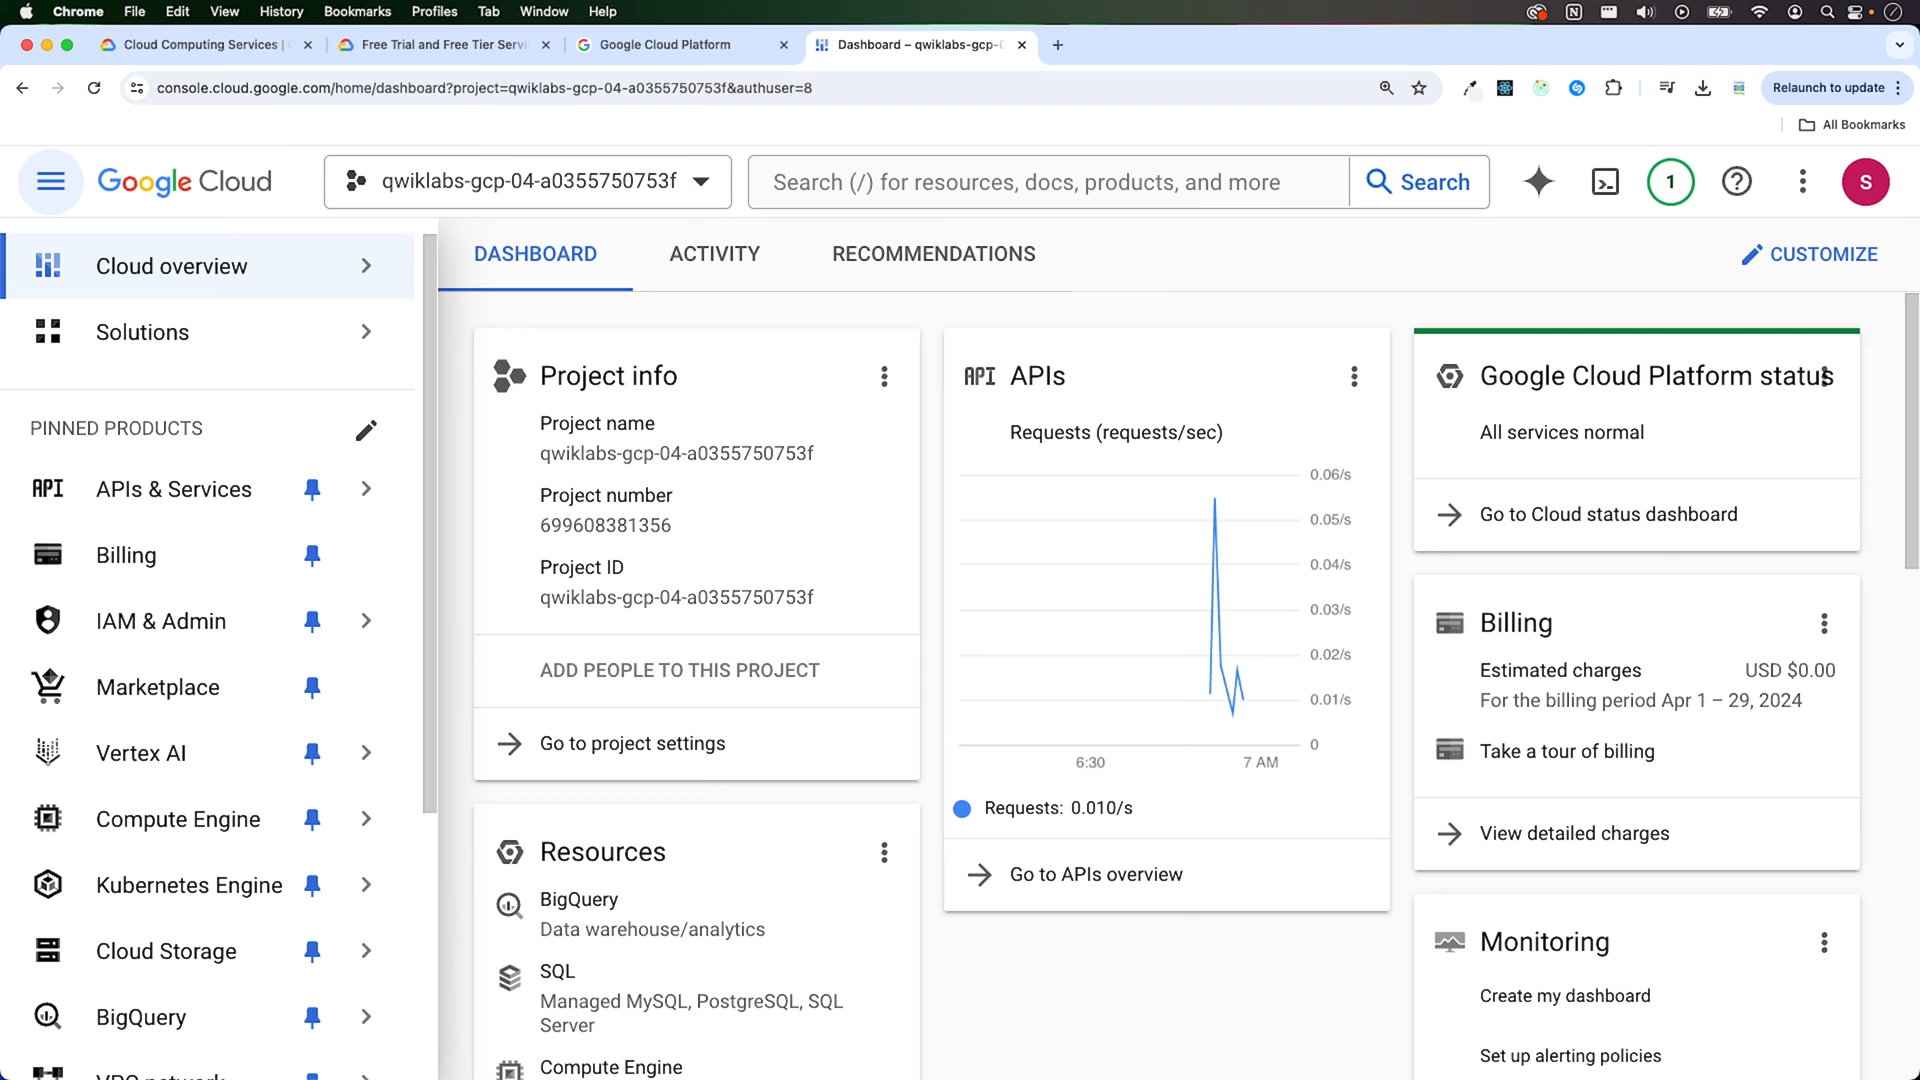 Chrome File Edit View History Bookmarks Profiles Tab Window Help
Cloud Computing Services |
Free Trial and Free Tier Servi
Google Cloud Platform
Dashboard – qwiklabs-gcp-
console.cloud.google.com/home/dashboard?project=qwiklabs-gcp-04-a0355750753f&authuser=8
Relaunch to update
All Bookmarks
Google Cloud
qwiklabs-gcp-04-a0355750753f
Search (/) for resources, docs, products, and more
Search
1
S
Cloud overview
Solutions
PINNED PRODUCTS
API APIs & Services
Billing
IAM & Admin
Marketplace
Vertex AI
Compute Engine
Kubernetes Engine
Cloud Storage
BigQuery
DASHBOARD
ACTIVITY
RECOMMENDATIONS
CUSTOMIZE
Project info
Project name
qwiklabs-gcp-04-a0355750753f
Project number
699608381356
Project ID
qwiklabs-gcp-04-a0355750753f
ADD PEOPLE TO THIS PROJECT
Go to project settings
Resources
BigQuery
Data warehouse/analytics
SQL
Managed MySQL, PostgreSQL, SQL
Server
Compute Engine
API APIs
Requests (requests/sec)
0.06/s
0.05/s
0.04/s
0.03/s
0.02/s
0.01/s
0
6:30
7 AM
Requests: 0.010/s
Go to APIs overview
Google Cloud Platform status
All services normal
Go to Cloud status dashboard
Billing
Estimated charges USD $0.00
For the billing period Apr 1 – 29, 2024
Take a tour of billing
View detailed charges
Monitoring
Create my dashboard
Set up alerting policies